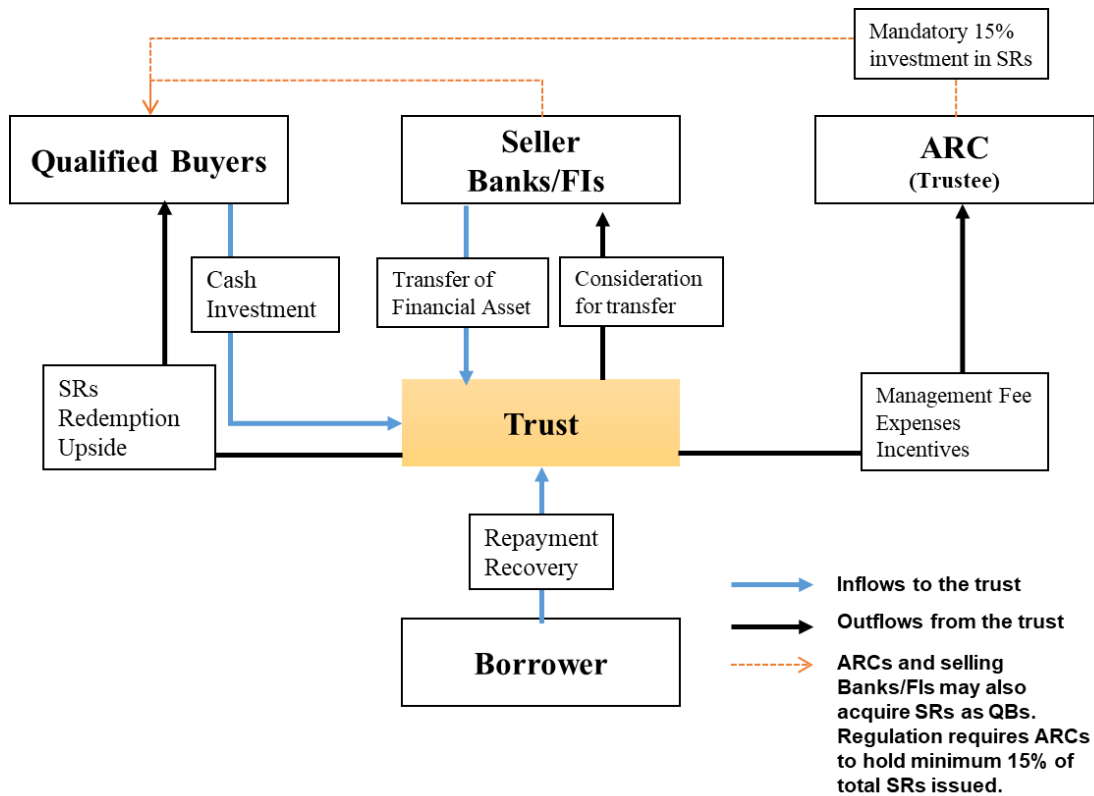 Mandatory 15%
investment in SRs
Qualified Buyers
Seller
Banks/FIs
ARC
(Trustee)
Cash
Investment
Transfer of
Financial Asset
Consideration
for transfer
SRs
Redemption
Upside
Trust
Management Fee
Expenses
Incentives
Repayment
Recovery
Borrower
Inflows to the trust
Outflows from the trust
ARCs and selling
Banks/FIs may also
acquire SRs as QBs.
Regulation requires ARCs
to hold minimum 15% of
total SRs issued.